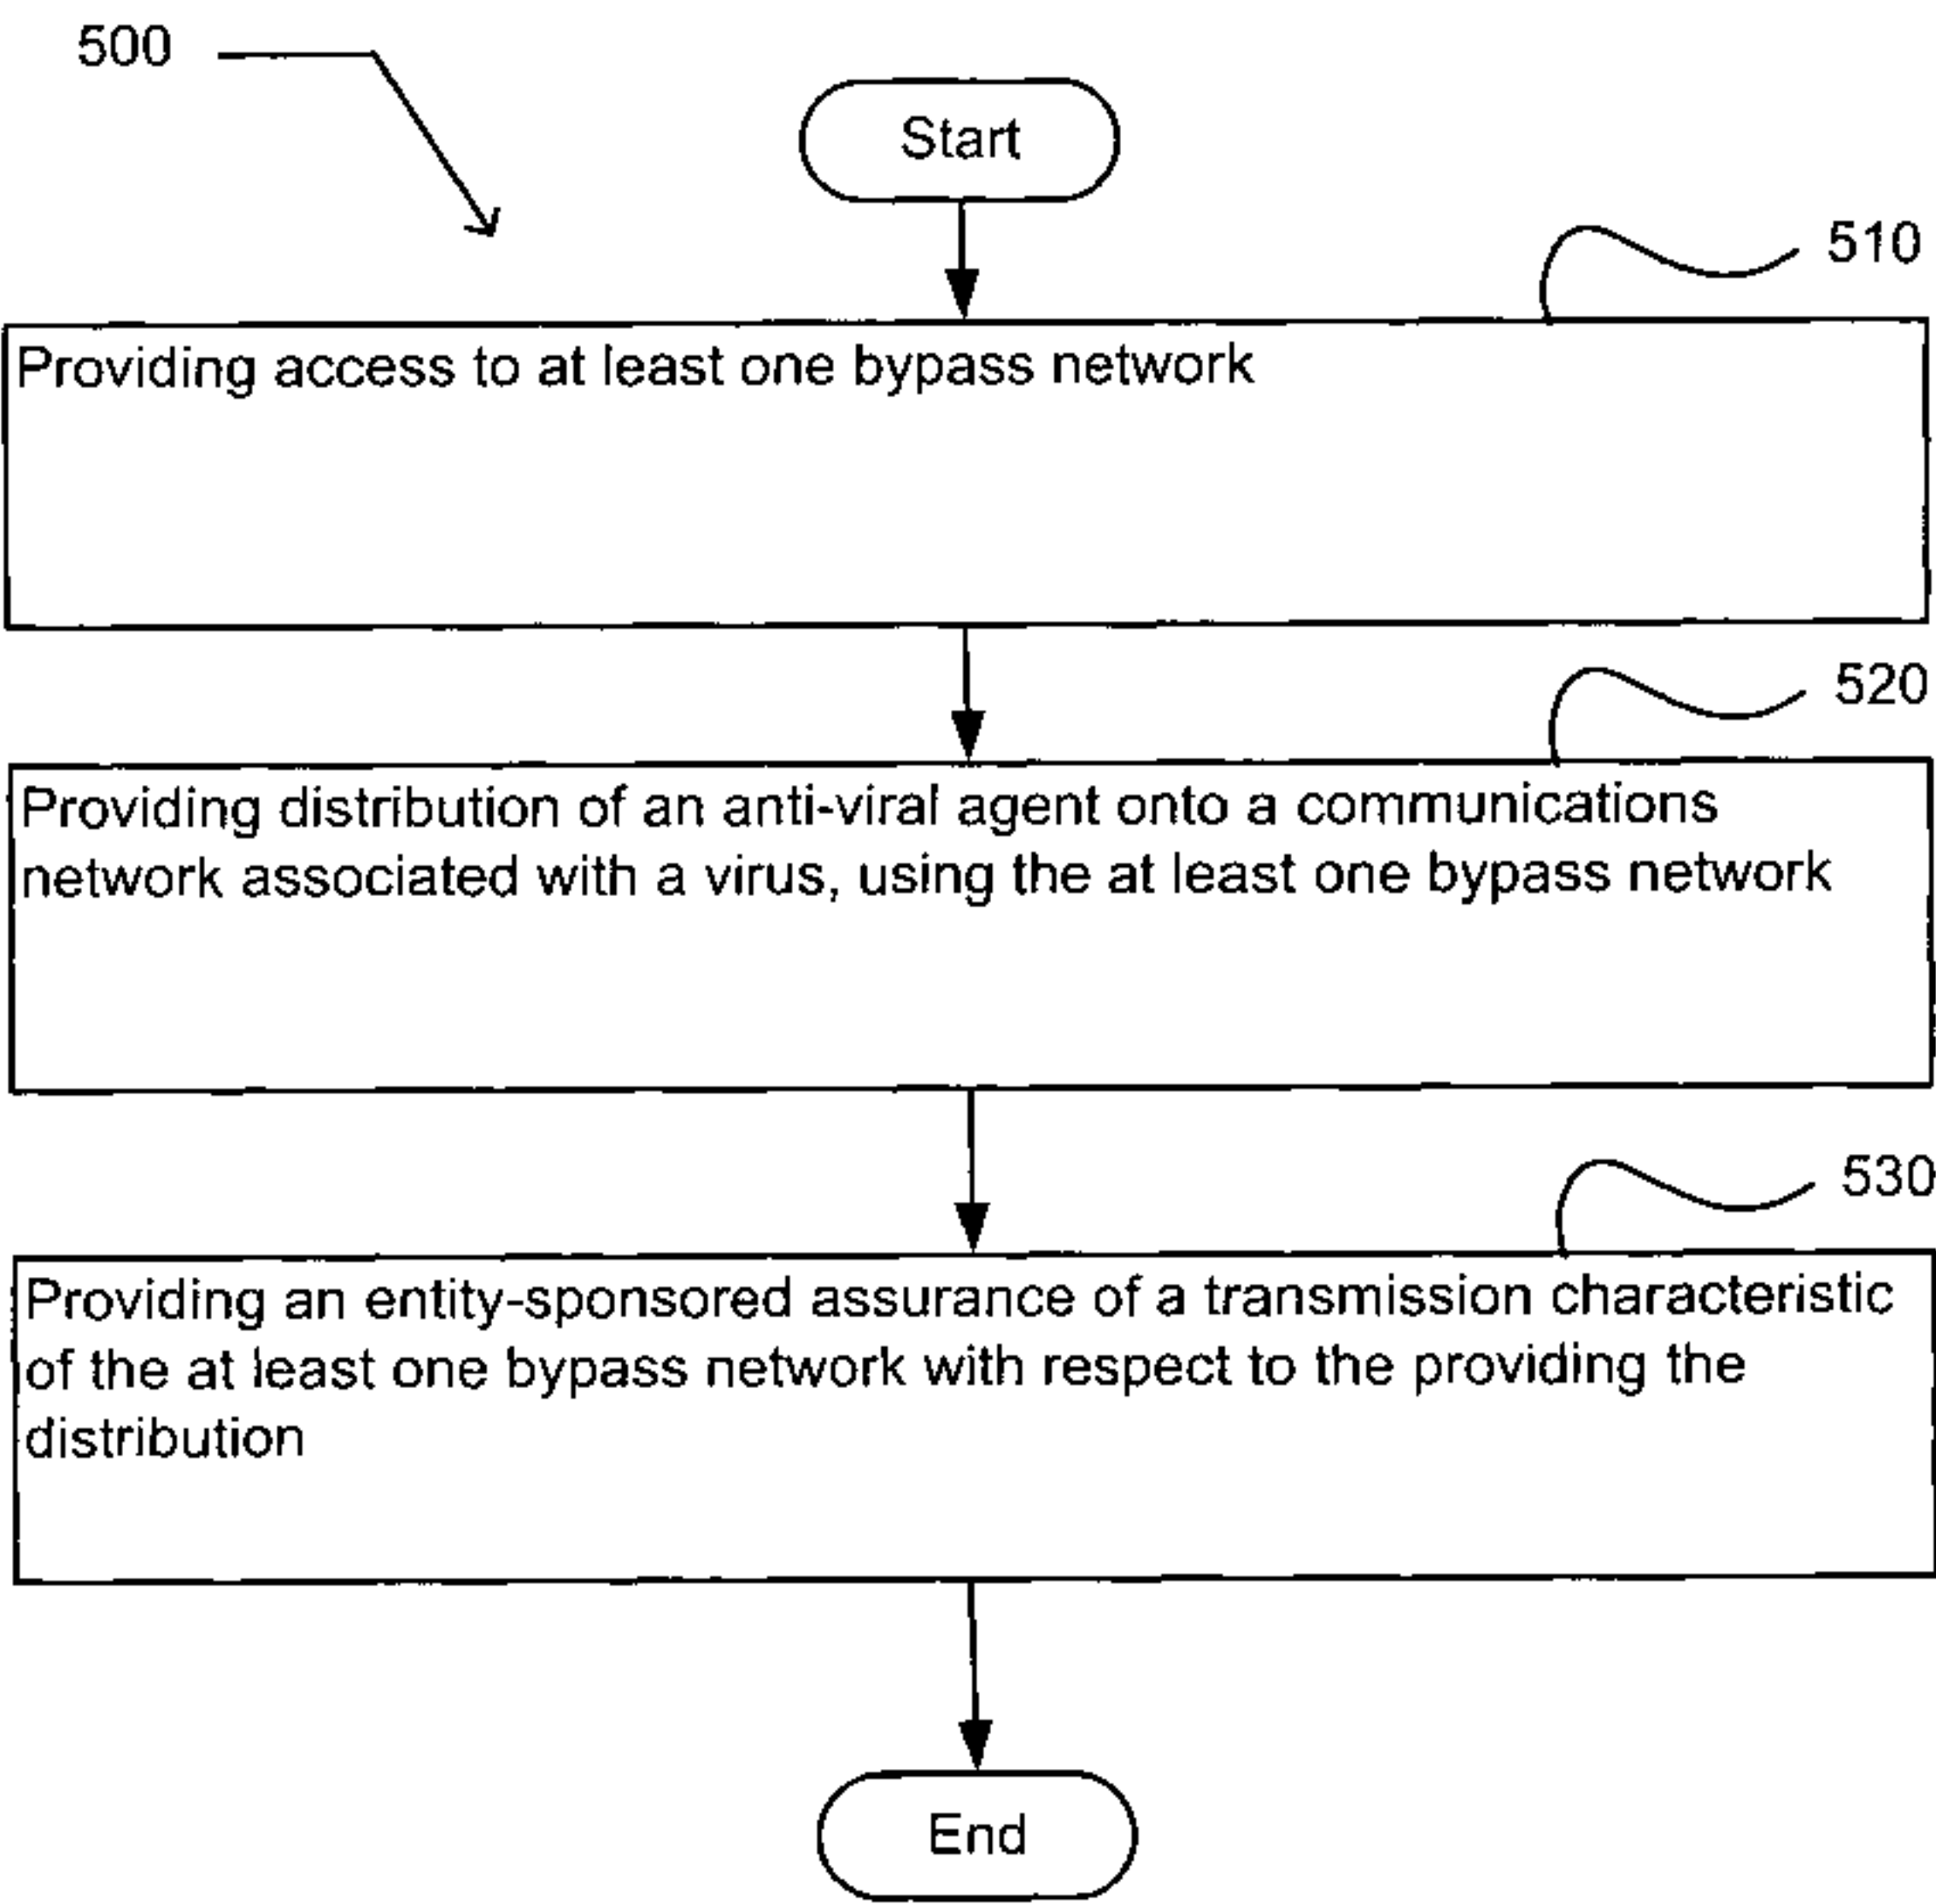 500
Start
510
Providing access to at least one bypass network
520
Providing distribution of an anti-viral agent onto a communications
network associated with a virus, using the at least one bypass network
530
Providing an entity-sponsored assurance of a transmission characteristic
of the at least one bypass network with respect to the providing the
distribution
End